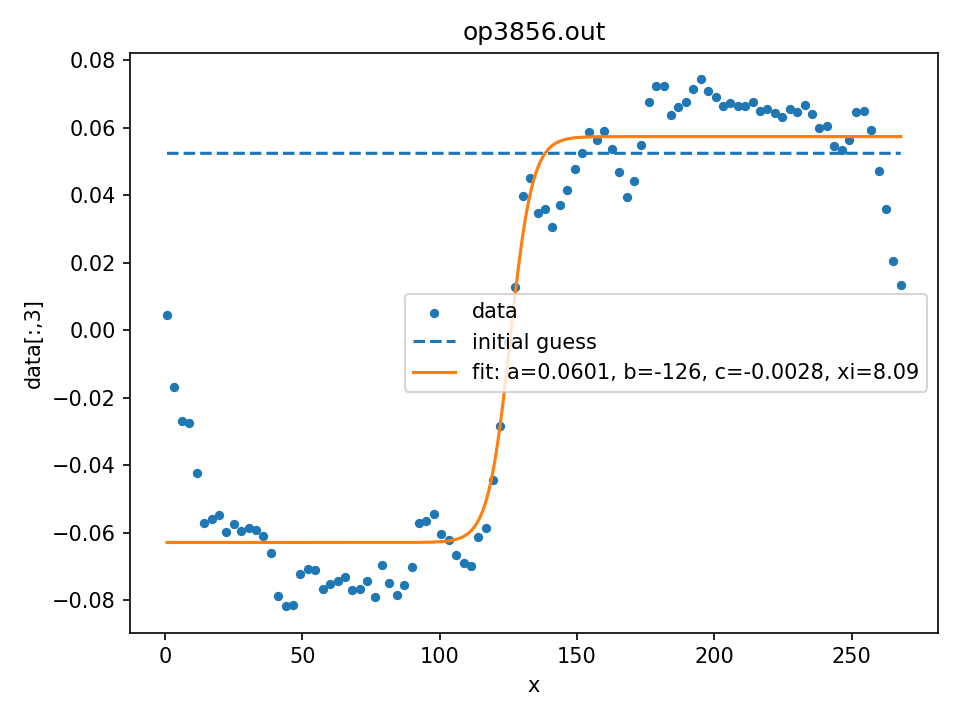 op3856.out
0.08
0.06
0.04
0.02
0.00
−0.02
−0.04
−0.06
−0.08
data[:,3]
data
initial guess
fit: a=0.0601, b=-126, c=-0.0028, xi=8.09
0 50 100 150 200 250
x